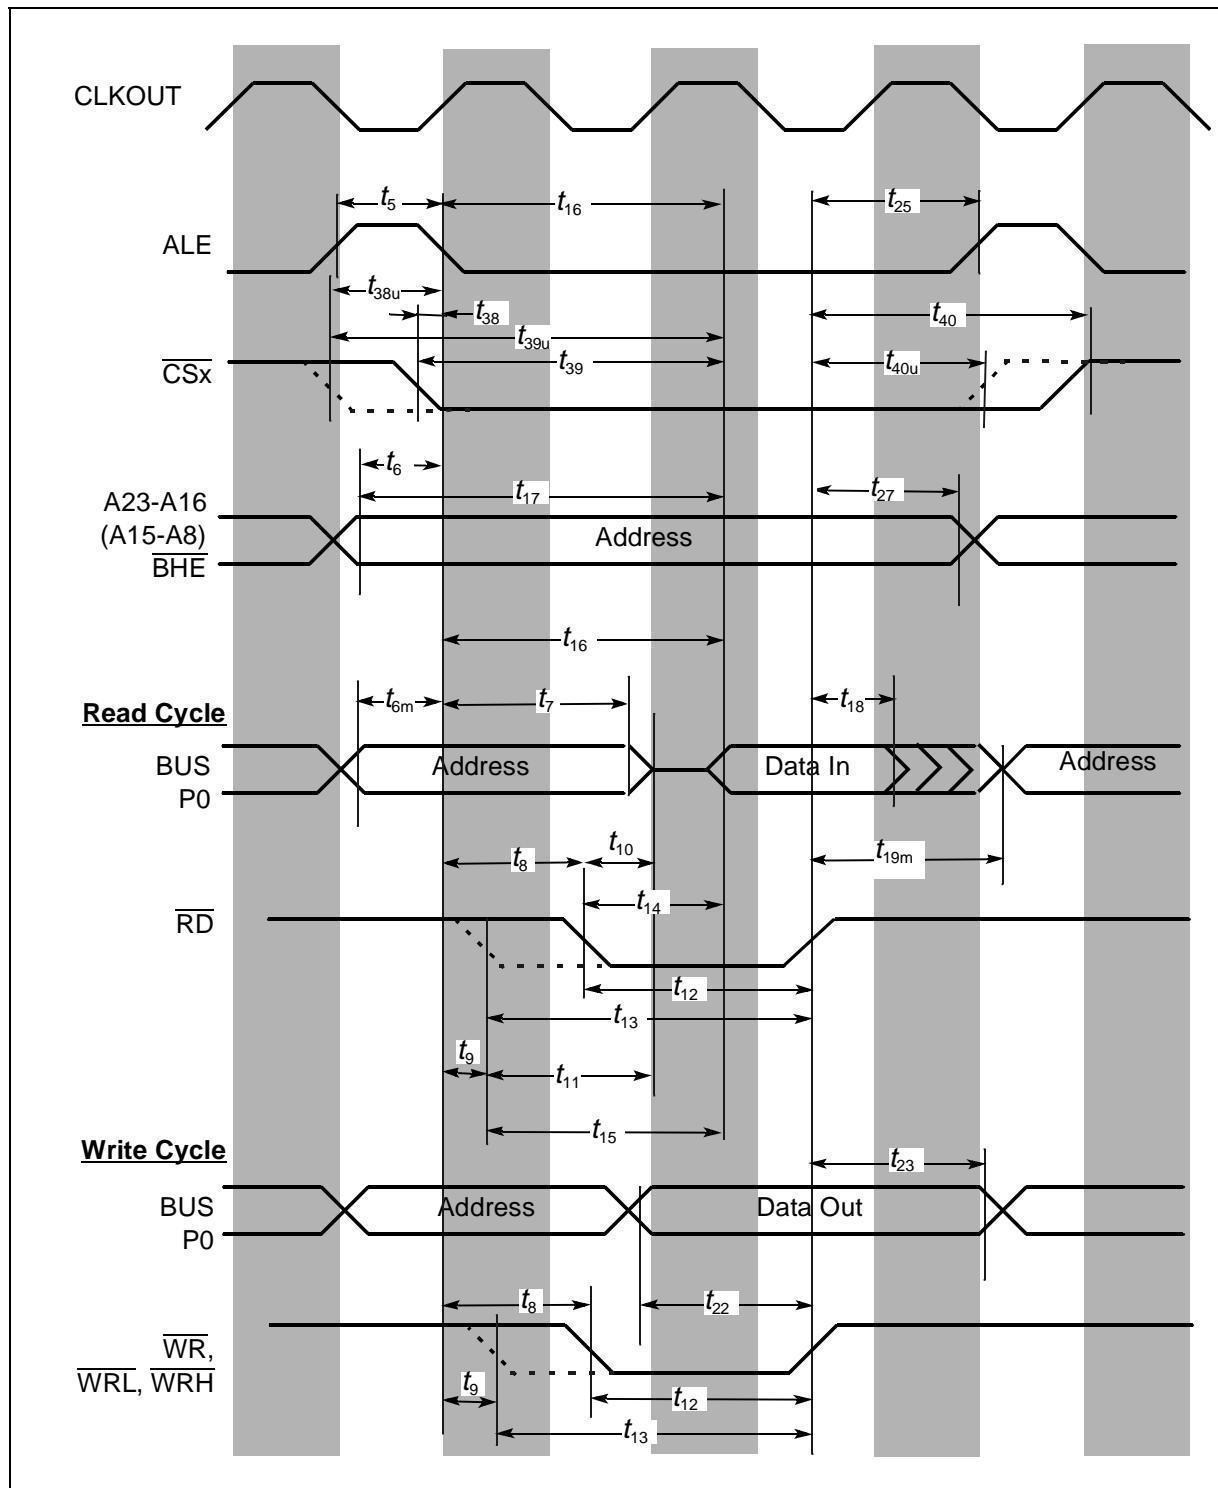 CLKOUT
t5
t16
t25
ALE
t38u
t38
t40
t39u
CSx
t39
t40u
t6
A23-A16
t17
t27
(A15-A8)
Address
BHE
t16
t6m
t7
t18
Read Cycle
BUS
Address
Data In
Address
P0
t8
t10
t19m
t14
RD
t12
t13
t9
t11
t15
Write Cycle
t23
BUS
Address
Data Out
P0
t8
t22
WR,
WRL, WRH
t9
t12
t13